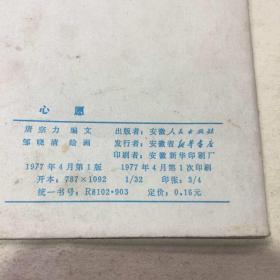 心愿
唐宗力 编文 出版者：安徽人民出版社
邹晓清 绘画 发行者：安徽省新华书店
印刷者：安徽新华印刷厂
1977年4月第1版 1977年4月第1次印刷
开本：787×1092 1/32 印张：3/4
统一书号：R8102·903 定价：0.16元